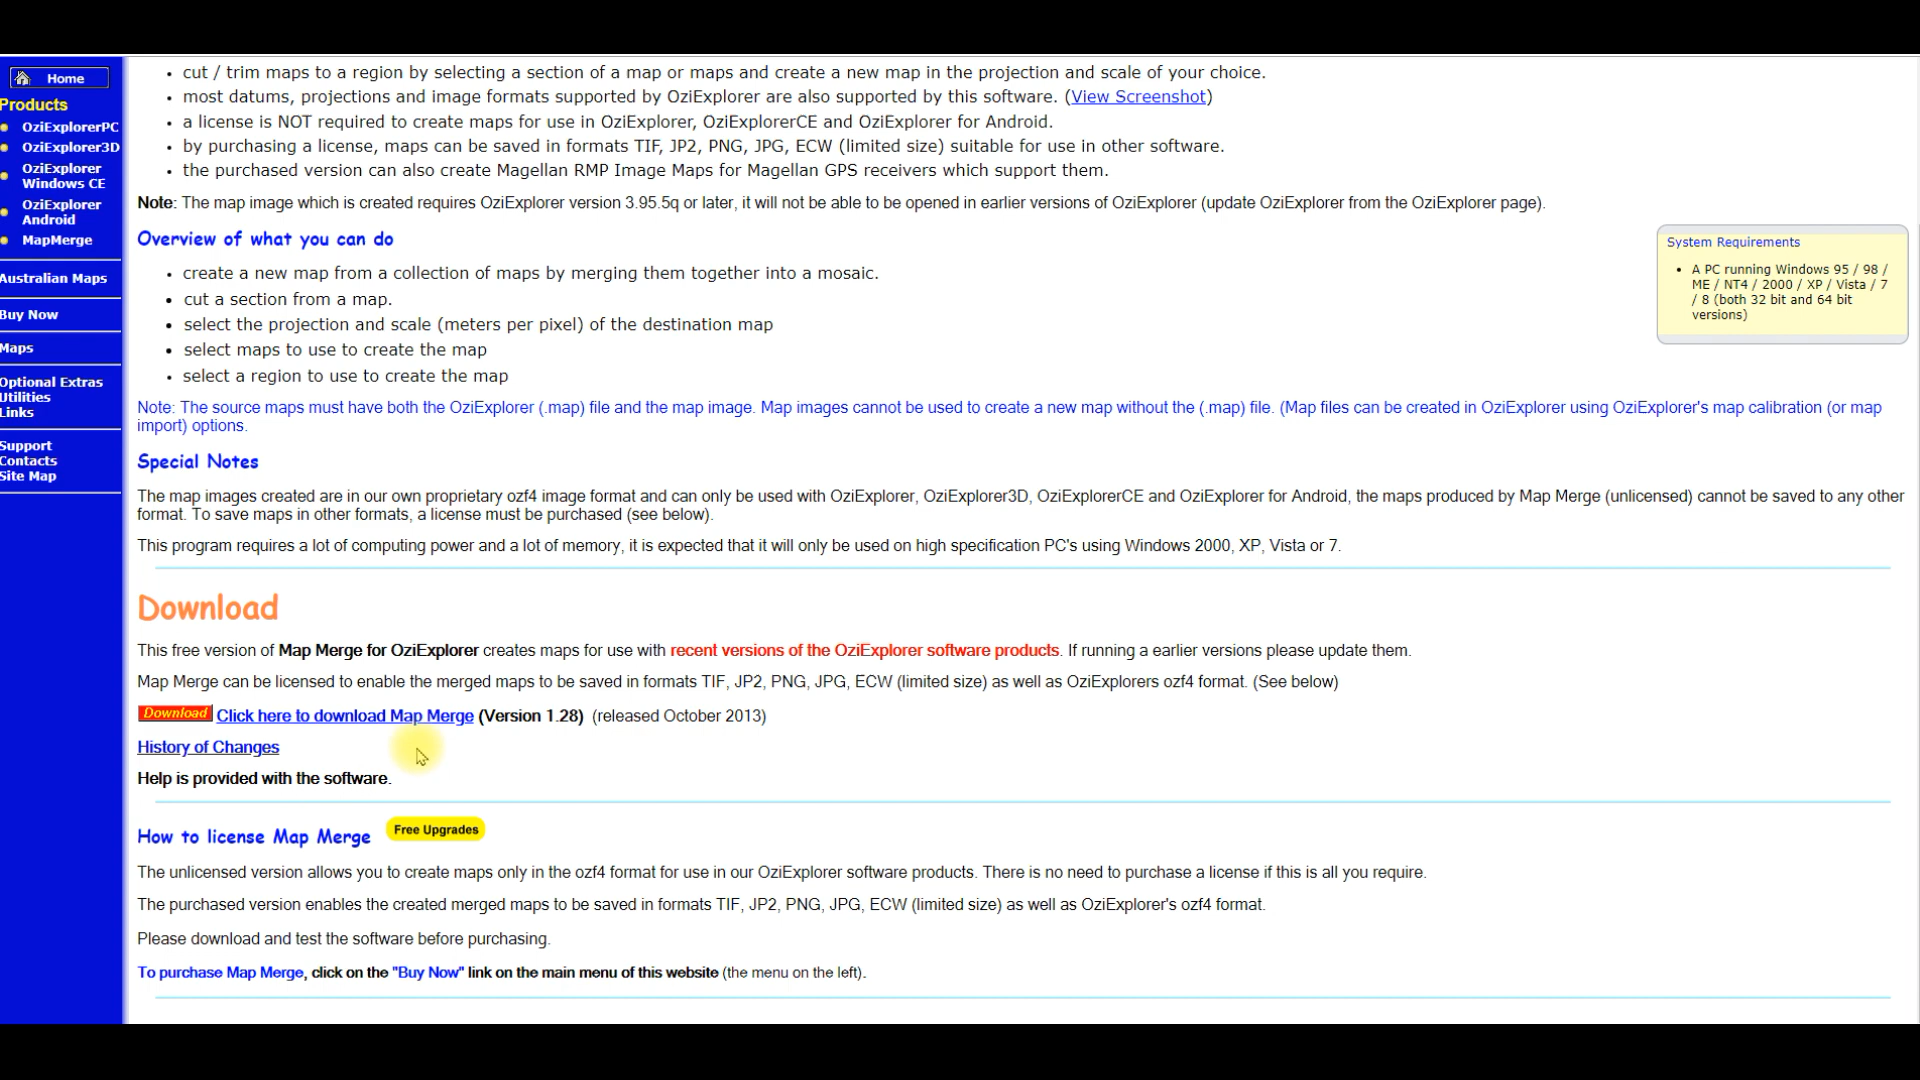 Home
Products
OziExplorerPC
OziExplorer3D
OziExplorer
Windows CE
OziExplorer
Android
MapMerge
Australian Maps
Buy Now
Maps
Optional Extras
Utilities
Links
Support
Contacts
Site Map
cut / trim maps to a region by selecting a section of a map or maps and create a new map in the projection and scale of your choice.
most datums, projections and image formats supported by OziExplorer are also supported by this software. (View Screenshot)
a license is NOT required to create maps for use in OziExplorer, OziExplorerCE and OziExplorer for Android.
by purchasing a license, maps can be saved in formats TIF, JP2, PNG, JPG, ECW (limited size) suitable for use in other software.
the purchased version can also create Magellan RMP Image Maps for Magellan GPS receivers which support them.
Note: The map image which is created requires OziExplorer version 3.95.5q or later, it will not be able to be opened in earlier versions of OziExplorer (update OziExplorer from the OziExplorer page).
Overview of what you can do
create a new map from a collection of maps by merging them together into a mosaic.
cut a section from a map.
select the projection and scale (meters per pixel) of the destination map
select maps to use to create the map
select a region to use to create the map
System Requirements
A PC running Windows 95 / 98 /
ME / NT4 / 2000 / XP / Vista / 7
/ 8 (both 32 bit and 64 bit
versions)
Note: The source maps must have both the OziExplorer (.map) file and the map image. Map images cannot be used to create a new map without the (.map) file. (Map files can be created in OziExplorer using OziExplorer's map calibration (or map
import) options.
Special Notes
The map images created are in our own proprietary ozf4 image format and can only be used with OziExplorer, OziExplorer3D, OziExplorerCE and OziExplorer for Android, the maps produced by Map Merge (unlicensed) cannot be saved to any other
format. To save maps in other formats, a license must be purchased (see below).
This program requires a lot of computing power and a lot of memory, it is expected that it will only be used on high specification PC's using Windows 2000, XP, Vista or 7.
Download
This free version of Map Merge for OziExplorer creates maps for use with recent versions of the OziExplorer software products. If running a earlier versions please update them.
Map Merge can be licensed to enable the merged maps to be saved in formats TIF, JP2, PNG, JPG, ECW (limited size) as well as OziExplorers ozf4 format. (See below)
Download Click here to download Map Merge (Version 1.28) (released October 2013)
History of Changes
Help is provided with the software.
How to license Map Merge Free Upgrades
The unlicensed version allows you to create maps only in the ozf4 format for use in our OziExplorer software products. There is no need to purchase a license if this is all you require.
The purchased version enables the created merged maps to be saved in formats TIF, JP2, PNG, JPG, ECW (limited size) as well as OziExplorer's ozf4 format.
Please download and test the software before purchasing.
To purchase Map Merge, click on the "Buy Now" link on the main menu of this website (the menu on the left).